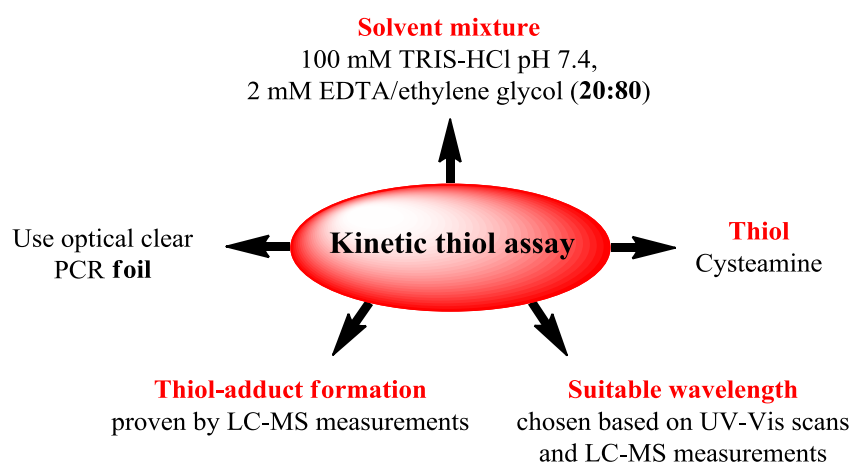 Solvent mixture
100 mM TRIS-HCl pH 7.4,
2 mM EDTA/ethylene glycol (20:80)
Kinetic thiol assay
Use optical clear
PCR foil
Thiol
Cysteamine
Thiol-adduct formation
proven by LC-MS measurements
Suitable wavelength
chosen based on UV-Vis scans
and LC-MS measurements